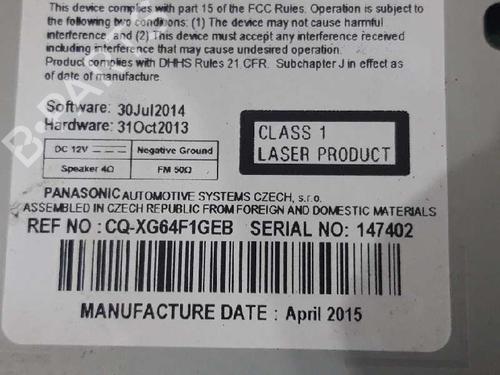 This device complies with part 15 of the FCC Rules. Operation is subject to
the following two conditions: (1) The device may not cause harmful
interference, and (2) This device must accept any interference received
including interference that may cause undesired operation.
Product complies with DHHS Rules 21 CFR. Subchapter J in effect as
of date of manufacture.
Software: 30Jul2014
Hardware: 31Oct2013
DC 12V Negative Ground
Speaker 4Ω FM 50Ω
CLASS 1
LASER PRODUCT
PANASONIC AUTOMOTIVE SYSTEMS CZECH, s.r.o.
ASSEMBLED IN CZECH REPUBLIC FROM FOREIGN AND DOMESTIC MATERIALS
REF NO : CQ-XG64F1GEB SERIAL NO: 147402
MANUFACTURE DATE : April 2015
B-PARTS